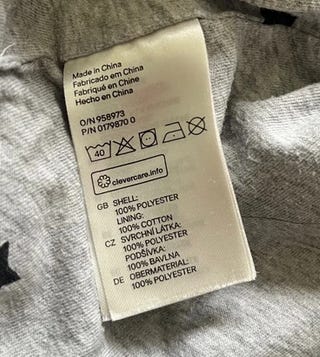 Made in China
Fabricado em China
Fabriqué en Chine
Hecho en China
O/N 958973
P/N 0179870 0
40
clevercare.info
GB SHELL:
100% POLYESTER
LINING:
100% COTTON
CZ SVRCHNÍ LÁTKA:
100% POLYESTER
PODŠÍVKA:
100% BAVLNA
DE OBERMATERIAL:
100% POLYESTER